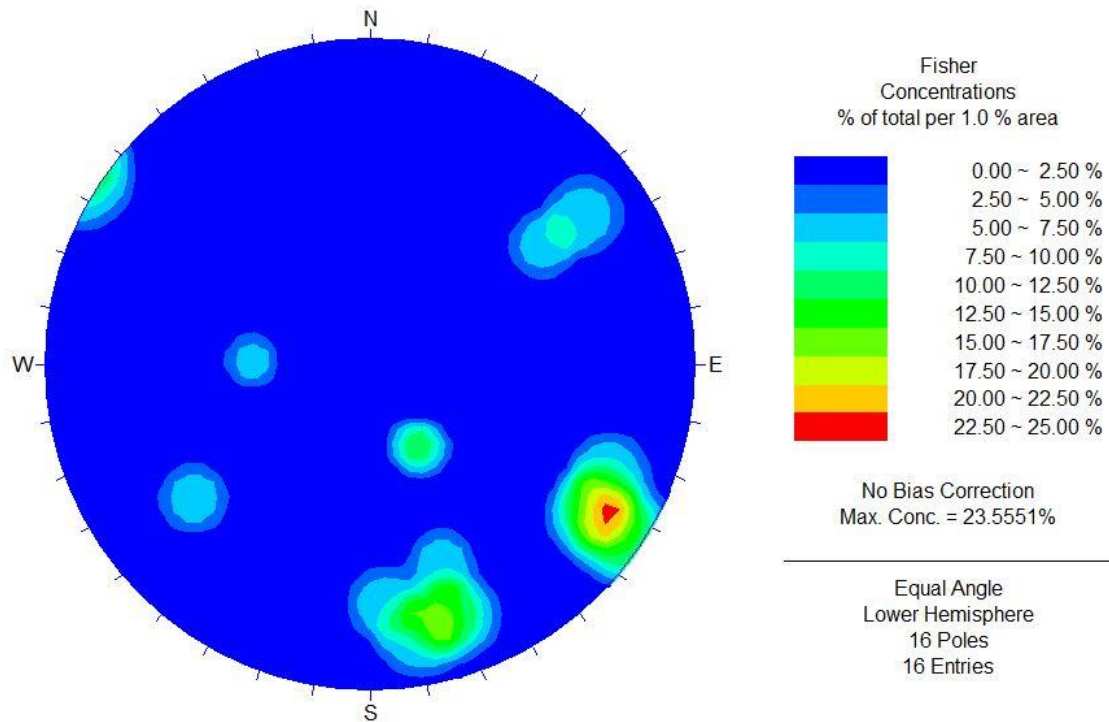 N
W
E
S
Fisher
Concentrations
% of total per 1.0 % area
0.00 ~ 2.50 %
2.50 ~ 5.00 %
5.00 ~ 7.50 %
7.50 ~ 10.00 %
10.00 ~ 12.50 %
12.50 ~ 15.00 %
15.00 ~ 17.50 %
17.50 ~ 20.00 %
20.00 ~ 22.50 %
22.50 ~ 25.00 %
No Bias Correction
Max. Conc. = 23.5551%
Equal Angle
Lower Hemisphere
16 Poles
16 Entries